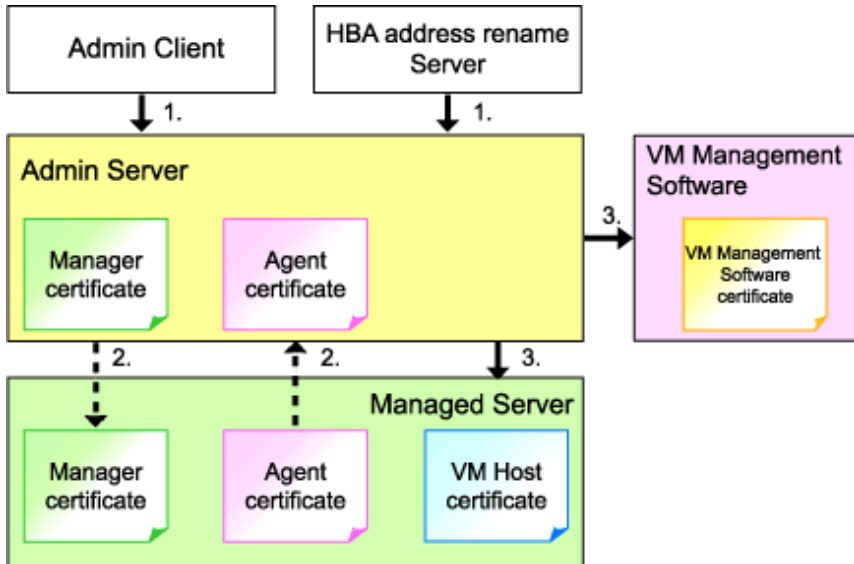 Admin Client
HBA address rename
Server
1.
1.
Admin Server
VM Management
Software
3.
Manager
certificate
Agent
certificate
VM Management
Software
certificate
2.
2.
3.
Managed Server
Manager
certificate
Agent
certificate
VM Host
certificate